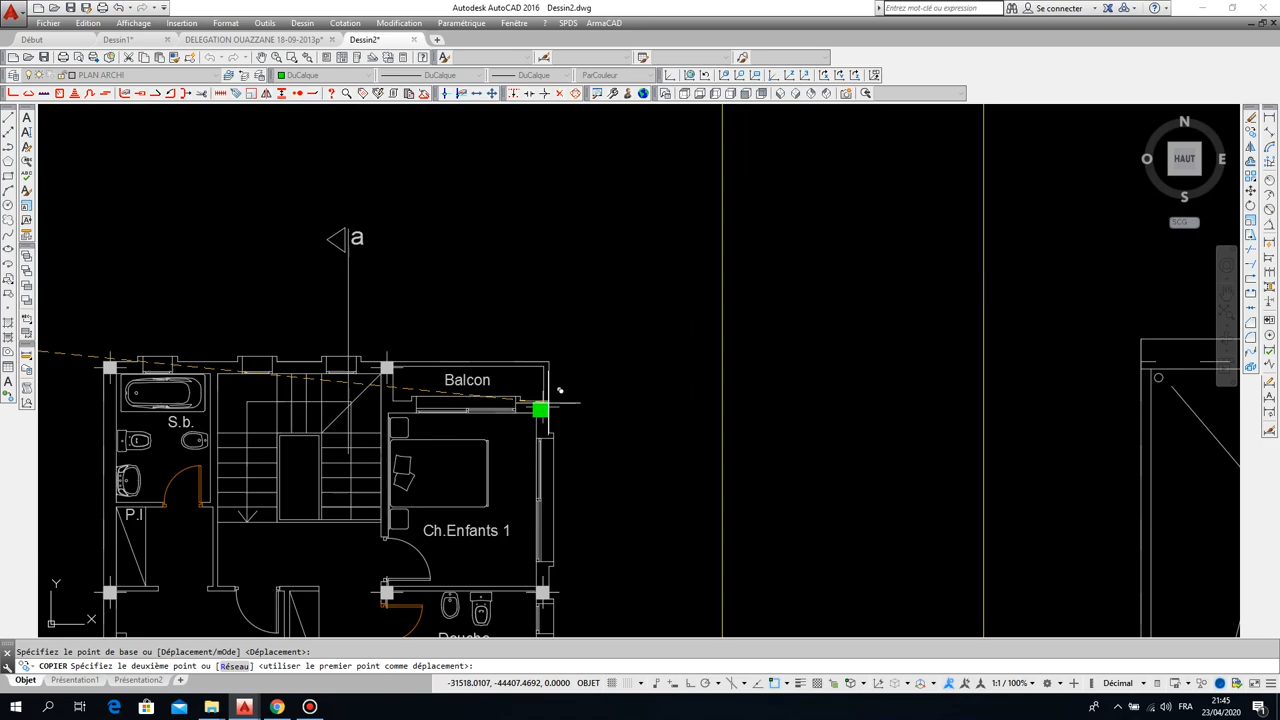 Autodesk AutoCAD 2016 Dessin2.dwg
Entrez mot-clé ou expression
Se connecter
Fichier Edition Affichage Insertion Format Outils Dessin Cotation Modification Paramétrique Fenêtre ? SPDS ArmaCAD
Début Dessin1* DELEGATION OUAZZANE 18-09-2013p* Dessin2*
PLAN ARCHI DuCalque DuCalque DuCalque ParCouleur
N
O HAUT E
S
SCG
a
Balcon
S.b.
P.I
Ch.Enfants 1
Y
X
Spécifiez le point de base ou [Déplacement/mOde] <Déplacement>:
COPIER Spécifiez le deuxième point ou [Réseau] <utiliser le premier point comme déplacement>:
Objet Présentation1 Présentation2
-31518.0107, -44407.4692, 0.0000 OBJET 1:1 / 100% Décimal
FRA
21:45
23/04/2020